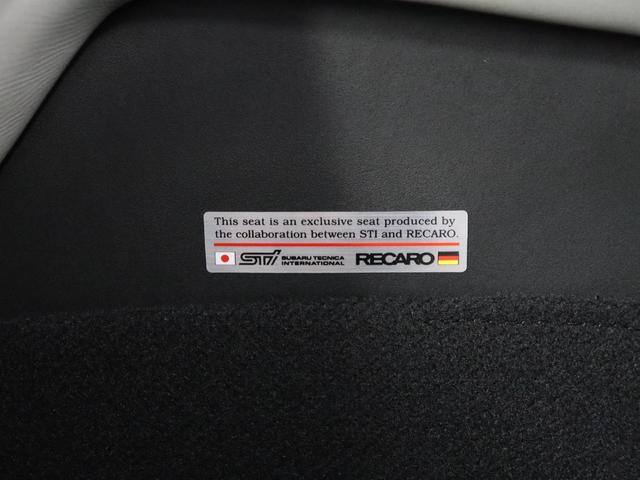 This seat is an exclusive seat produced by
the collaboration between STI and RECARO.
STI SUBARU TECNICA INTERNATIONAL RECARO